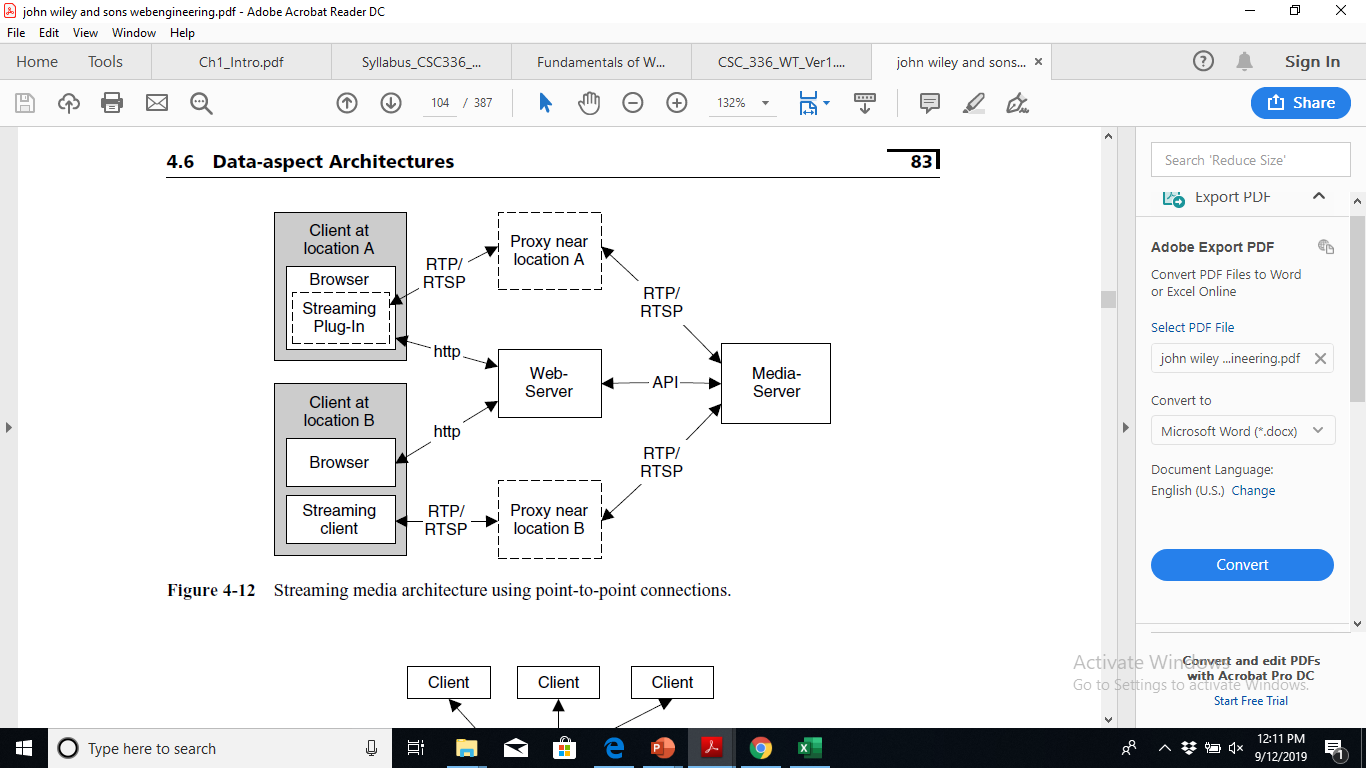 john wiley and sons webengineering.pdf - Adobe Acrobat Reader DC
File Edit View Window Help
Home Tools Ch1_Intro.pdf Syllabus_CSC336_... Fundamentals of W... CSC_336_WT_Ver1.... john wiley and sons... Sign In
104 / 387 132% Share
4.6 Data-aspect Architectures 83
Client at
location A
Browser
Streaming
Plug-In
RTP/
RTSP
Proxy near
location A
RTP/
RTSP
http
Web-
Server
API
Media-
Server
Client at
location B
Browser
Streaming
client
http
RTP/
RTSP
Proxy near
location B
RTP/
RTSP
Figure 4-12 Streaming media architecture using point-to-point connections.
Client Client Client
Search 'Reduce Size'
Export PDF
Adobe Export PDF
Convert PDF Files to Word
or Excel Online
Select PDF File
john wiley ...ineering.pdf
Convert to
Microsoft Word (*.docx)
Document Language:
English (U.S.) Change
Convert
Activate Windows
Go to Settings to activate Windows.
Convert and edit PDFs
with Acrobat Pro DC
Start Free Trial
Type here to search
12:11 PM
9/12/2019
1